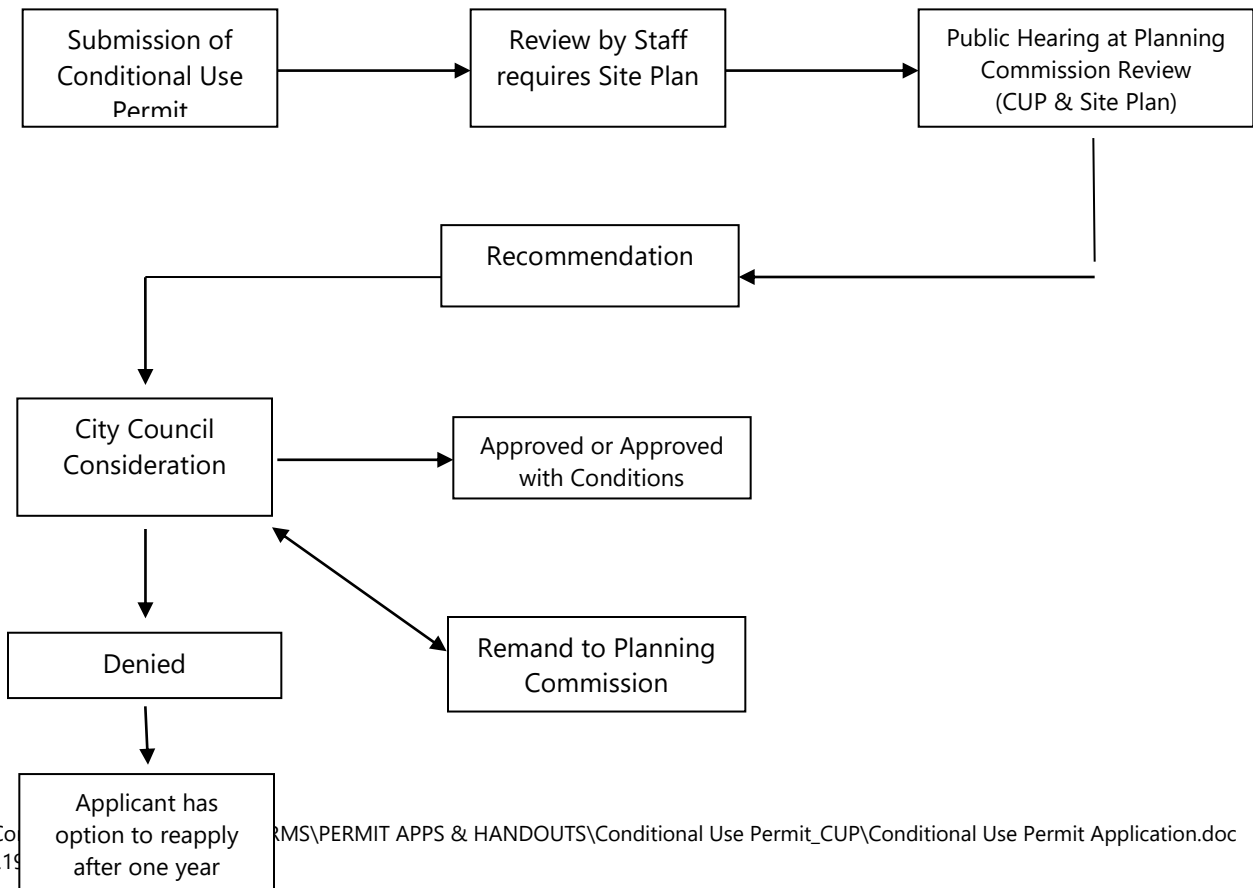 Submission of
Conditional Use
Permit
Review by Staff
requires Site Plan
Public Hearing at Planning
Commission Review
(CUP & Site Plan)
Recommendation
City Council
Consideration
Approved or Approved
with Conditions
Denied
Remand to Planning
Commission
Applicant has
option to reapply
after one year
RMS\PERMIT APPS & HANDOUTS\Conditional Use Permit_CUP\Conditional Use Permit Application.doc